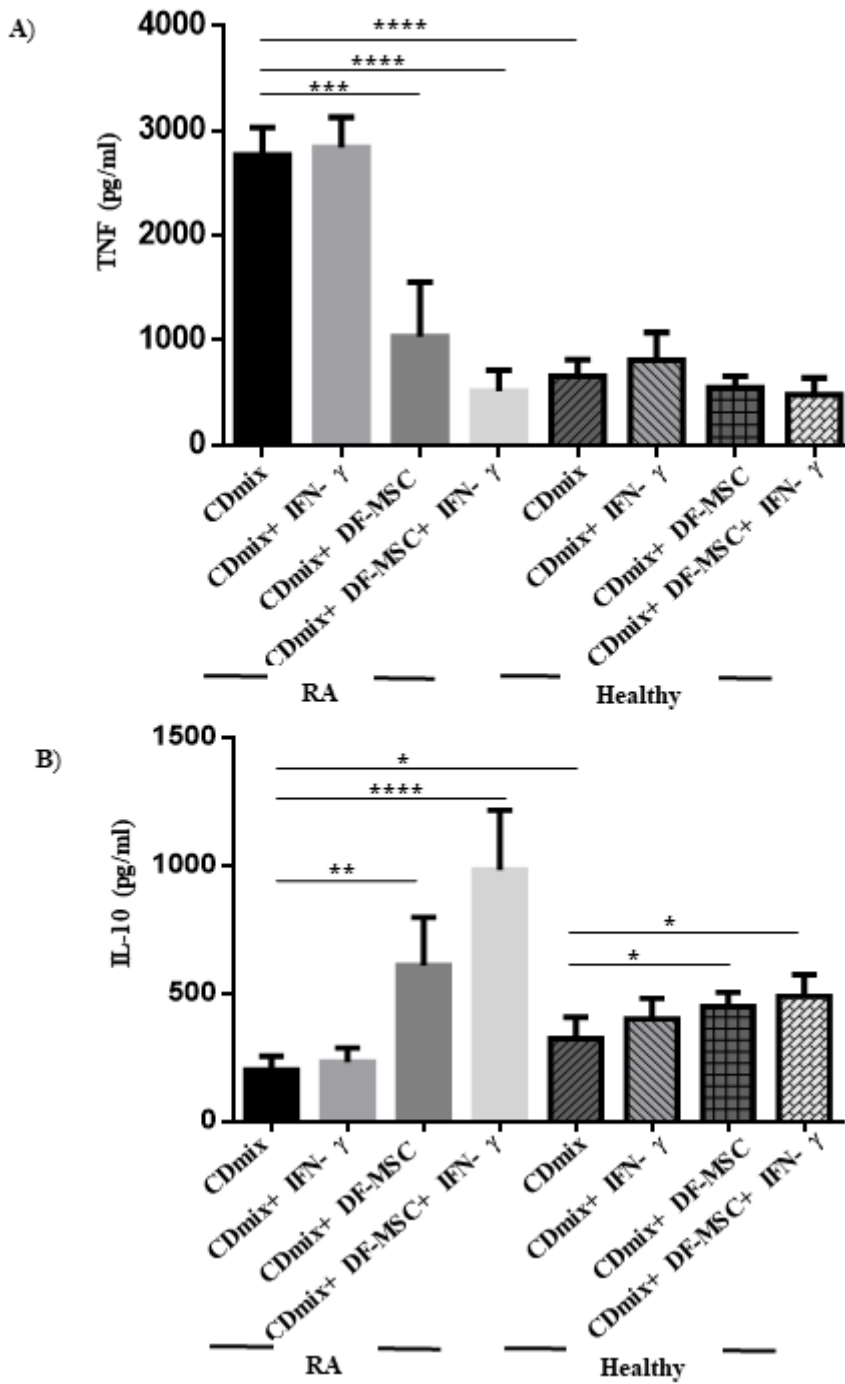 A)
TNF (pg/ml)
4000
3000
2000
1000
0
****
****
***
CDmix
CDmix+ IFN- γ
CDmix+ DF-MSC
CDmix+ DF-MSC+ IFN- γ
CDmix
CDmix+ IFN- γ
CDmix+ DF-MSC
CDmix+ DF-MSC+ IFN- γ
RA
Healthy
B)
IL-10 (pg/ml)
1500
1000
500
0
*
****
**
*
*
CDmix
CDmix+ IFN- γ
CDmix+ DF-MSC
CDmix+ DF-MSC+ IFN- γ
CDmix
CDmix+ IFN- γ
CDmix+ DF-MSC
CDmix+ DF-MSC+ IFN- γ
RA
Healthy